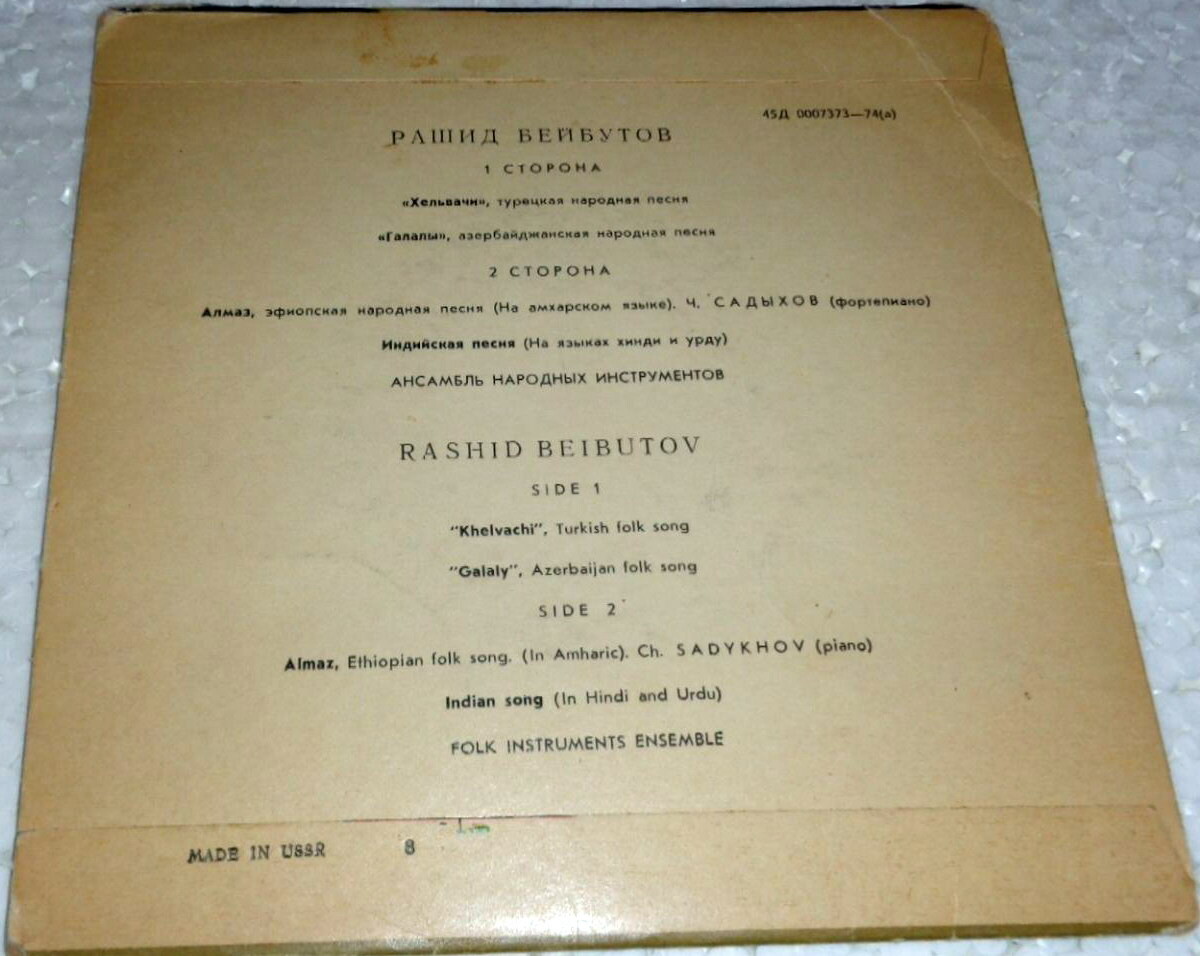 45Д 0007373—74(а)
РАШИД БЕЙБУТОВ
1 СТОРОНА
«Хельвачи», турецкая народная песня
«Галалы», азербайджанская народная песня
2 СТОРОНА
Алмаз, эфиопская народная песня (На амхарском языке). Ч. САДЫХОВ (фортепиано)
Индийская песня (На языках хинди и урду)
АНСАМБЛЬ НАРОДНЫХ ИНСТРУМЕНТОВ
RASHID BEIBUTOV
SIDE 1
"Khelvachi", Turkish folk song
"Galaly", Azerbaijan folk song
SIDE 2
Almaz, Ethiopian folk song. (In Amharic). Ch. SADYKHOV (piano)
Indian song (In Hindi and Urdu)
FOLK INSTRUMENTS ENSEMBLE
MADE IN USSR 8